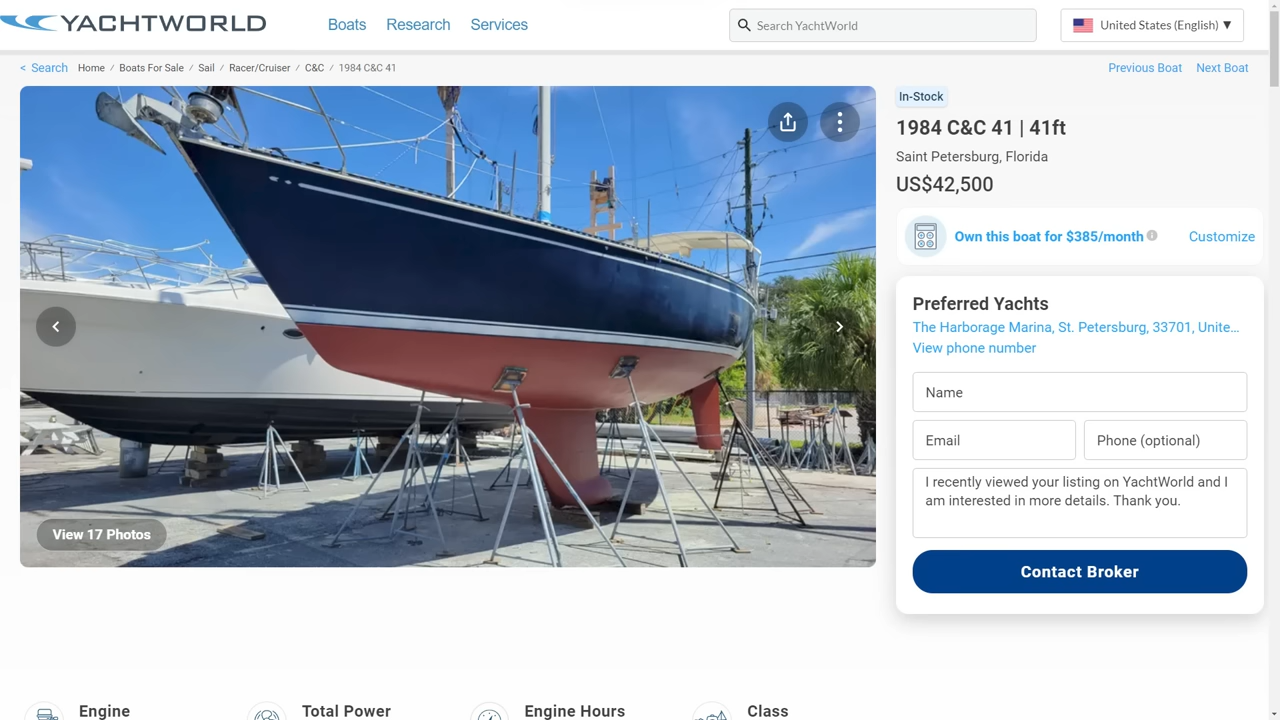 YACHTWORLD
Boats Research Services
Search YachtWorld
United States (English) ▼
< Search Home / Boats For Sale / Sail / Racer/Cruiser / C&C / 1984 C&C 41
Previous Boat Next Boat
In-Stock
1984 C&C 41 | 41ft
Saint Petersburg, Florida
US$42,500
Own this boat for $385/month
Customize
Preferred Yachts
The Harborage Marina, St. Petersburg, 33701, Unite...
View phone number
Name
Email
Phone (optional)
I recently viewed your listing on YachtWorld and I
am interested in more details. Thank you.
Contact Broker
View 17 Photos
Engine
Total Power
Engine Hours
Class